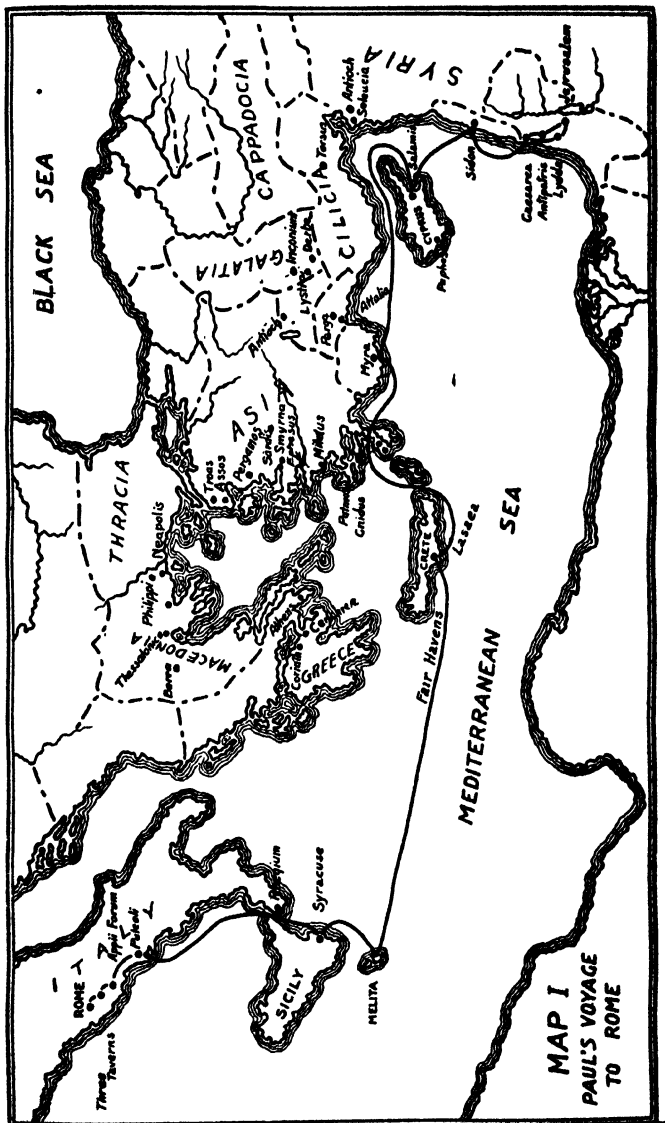 BLACK SEA
SYRIA
CAPPADOCIA
Antioch
Seleucia
Jerusalem
Tarsus
Salamis
Sidon
CILICIA
Caesarea
Antipatris
Lydda
GALATIA
Iconium
Derbe
Lystra
CYPRUS
Paphos
Antioch
Perga
Attalia
Myra
ASIA
THRACIA
Troas
Assos
Pergamos
Sardis
Smyrna
Ephesus
Miletus
Patmos
Cnidus
Neapolis
Philippi
MACEDONIA
Thessalonica
Berea
Athens
Corinth
GREECE
CRETE
Lasea
Fair Havens
MEDITERRANEAN
SEA
ROME
Appii Forum
Puteoli
Three
Taverns
Rhegium
Syracuse
SICILY
MELITA
MAP I
PAUL'S VOYAGE
TO ROME